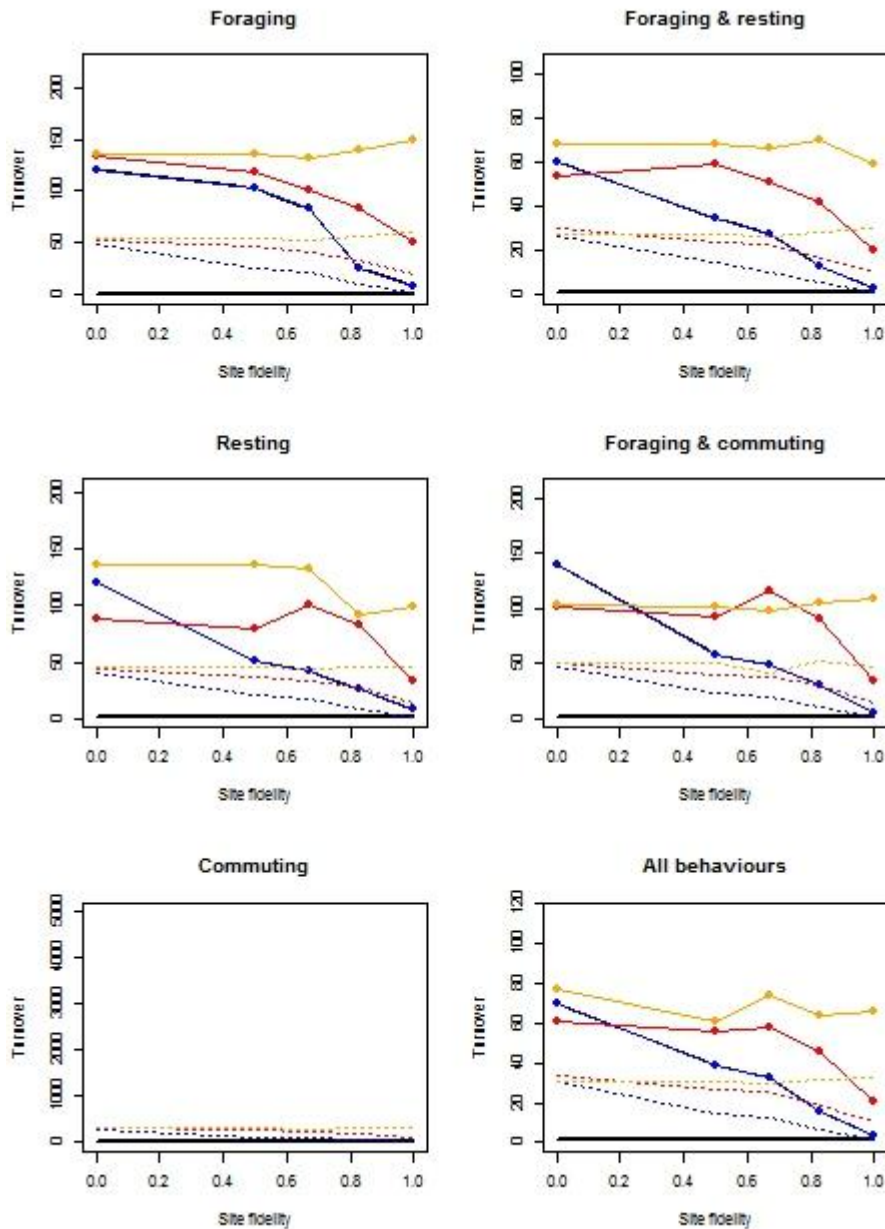 Foraging
200
150
100
50
0
Turnover
0.0 0.2 0.4 0.6 0.8 1.0
Site fidelity
Foraging & resting
100
80
60
40
20
0
Turnover
0.0 0.2 0.4 0.6 0.8 1.0
Site fidelity
Resting
200
150
100
50
0
Turnover
0.0 0.2 0.4 0.6 0.8 1.0
Site fidelity
Foraging & commuting
200
150
100
50
0
Turnover
0.0 0.2 0.4 0.6 0.8 1.0
Site fidelity
Commuting
5000
4000
3000
2000
1000
0
Turnover
0.0 0.2 0.4 0.6 0.8 1.0
Site fidelity
All behaviours
120
100
80
60
40
20
0
Turnover
0.0 0.2 0.4 0.6 0.8 1.0
Site fidelity